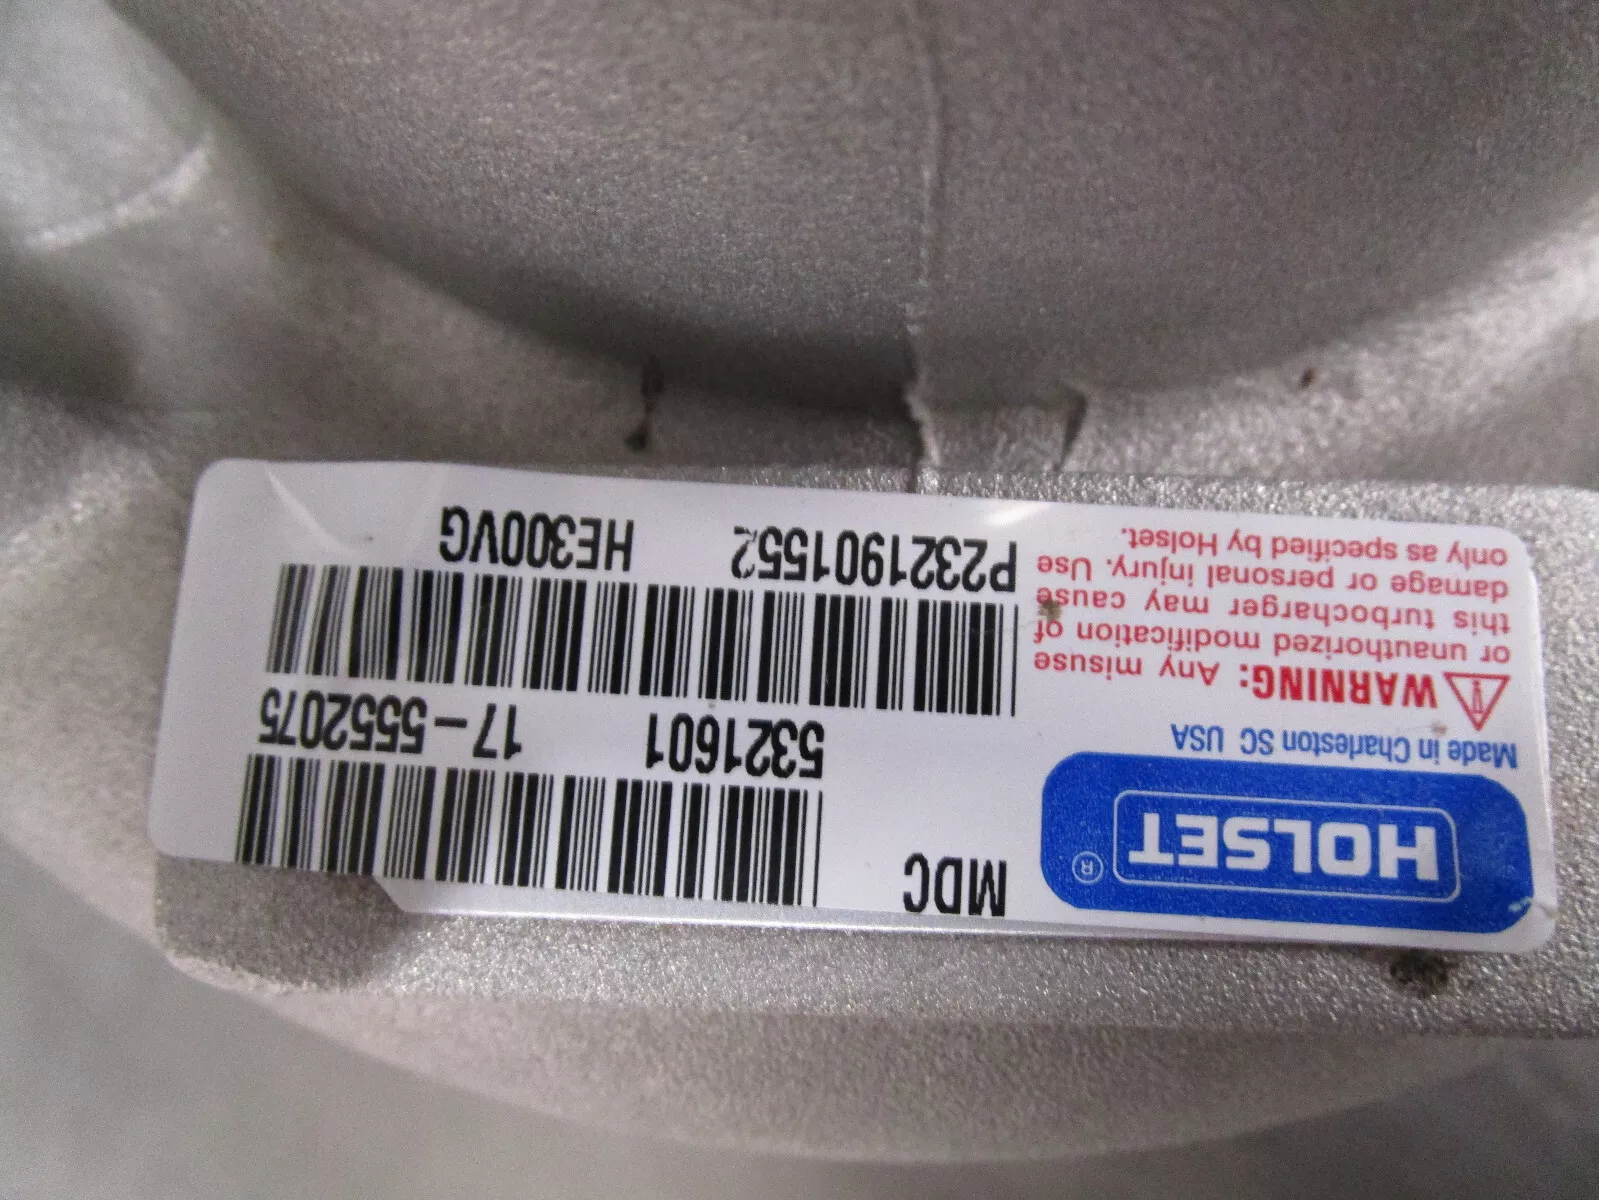 HOLSET ®
Made in Charleston SC USA
WARNING: Any misuse
or unauthorized modification of
this turbocharger may cause
damage or personal injury. Use
only as specified by Holset.
MDC
5321601 17-5552075
P2321901552 HE300VG